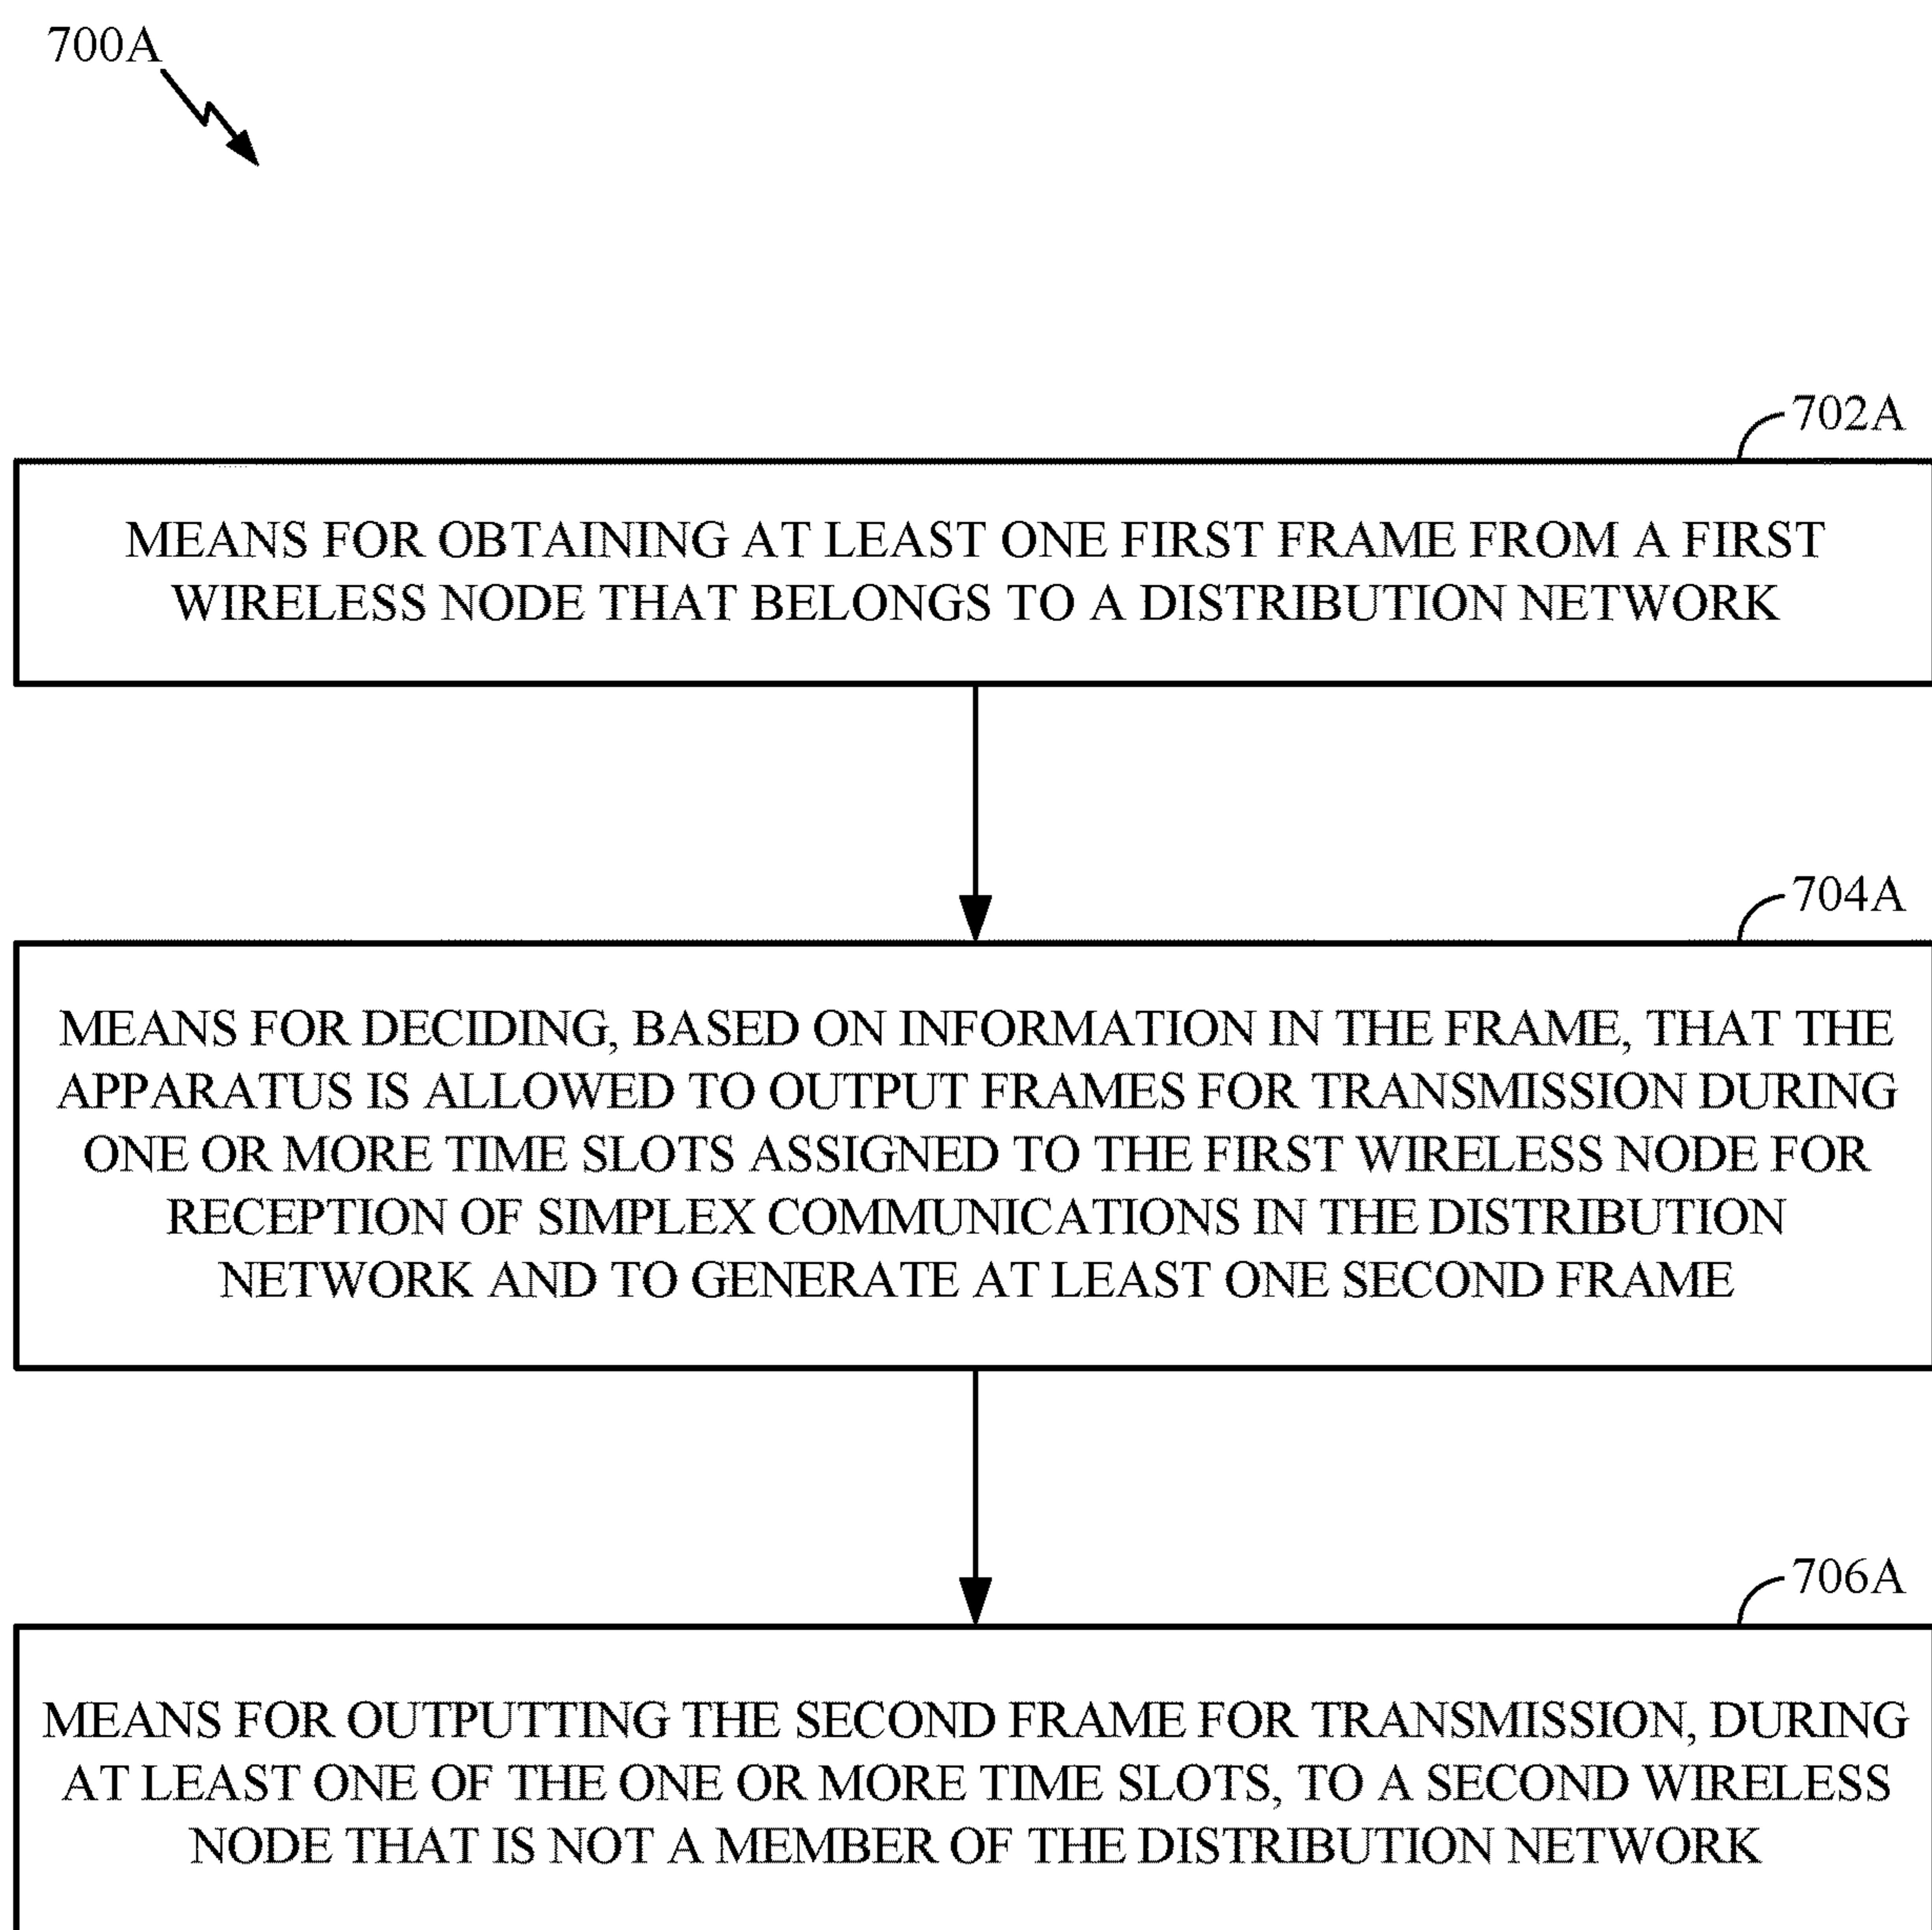 700A
702A
MEANS FOR OBTAINING AT LEAST ONE FIRST FRAME FROM A FIRST
WIRELESS NODE THAT BELONGS TO A DISTRIBUTION NETWORK
704A
MEANS FOR DECIDING, BASED ON INFORMATION IN THE FRAME, THAT THE
APPARATUS IS ALLOWED TO OUTPUT FRAMES FOR TRANSMISSION DURING
ONE OR MORE TIME SLOTS ASSIGNED TO THE FIRST WIRELESS NODE FOR
RECEPTION OF SIMPLEX COMMUNICATIONS IN THE DISTRIBUTION
NETWORK AND TO GENERATE AT LEAST ONE SECOND FRAME
706A
MEANS FOR OUTPUTTING THE SECOND FRAME FOR TRANSMISSION, DURING
AT LEAST ONE OF THE ONE OR MORE TIME SLOTS, TO A SECOND WIRELESS
NODE THAT IS NOT A MEMBER OF THE DISTRIBUTION NETWORK